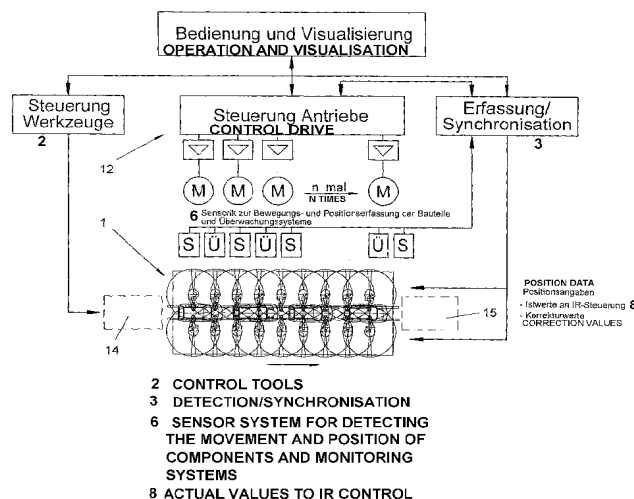 Bedienung und Visualisierung
OPERATION AND VISUALISATION
Steuerung
Werkzeuge
2
Steuerung Antriebe
CONTROL DRIVE
Erfassung/
Synchronisation
3
12
M M M n mal M
N TIMES
6 Sensorik zur Bewegungs- und Positionserfassung der Bauteile
und Überwachungssysteme
1
S Ü S Ü S Ü S
POSITION DATA
Positionsangaben
- Istwerte an IR-Steuerung 8
- Korrekturwerte
CORRECTION VALUES
14
15
2 CONTROL TOOLS
3 DETECTION/SYNCHRONISATION
6 SENSOR SYSTEM FOR DETECTING
THE MOVEMENT AND POSITION OF
COMPONENTS AND MONITORING
SYSTEMS
8 ACTUAL VALUES TO IR CONTROL